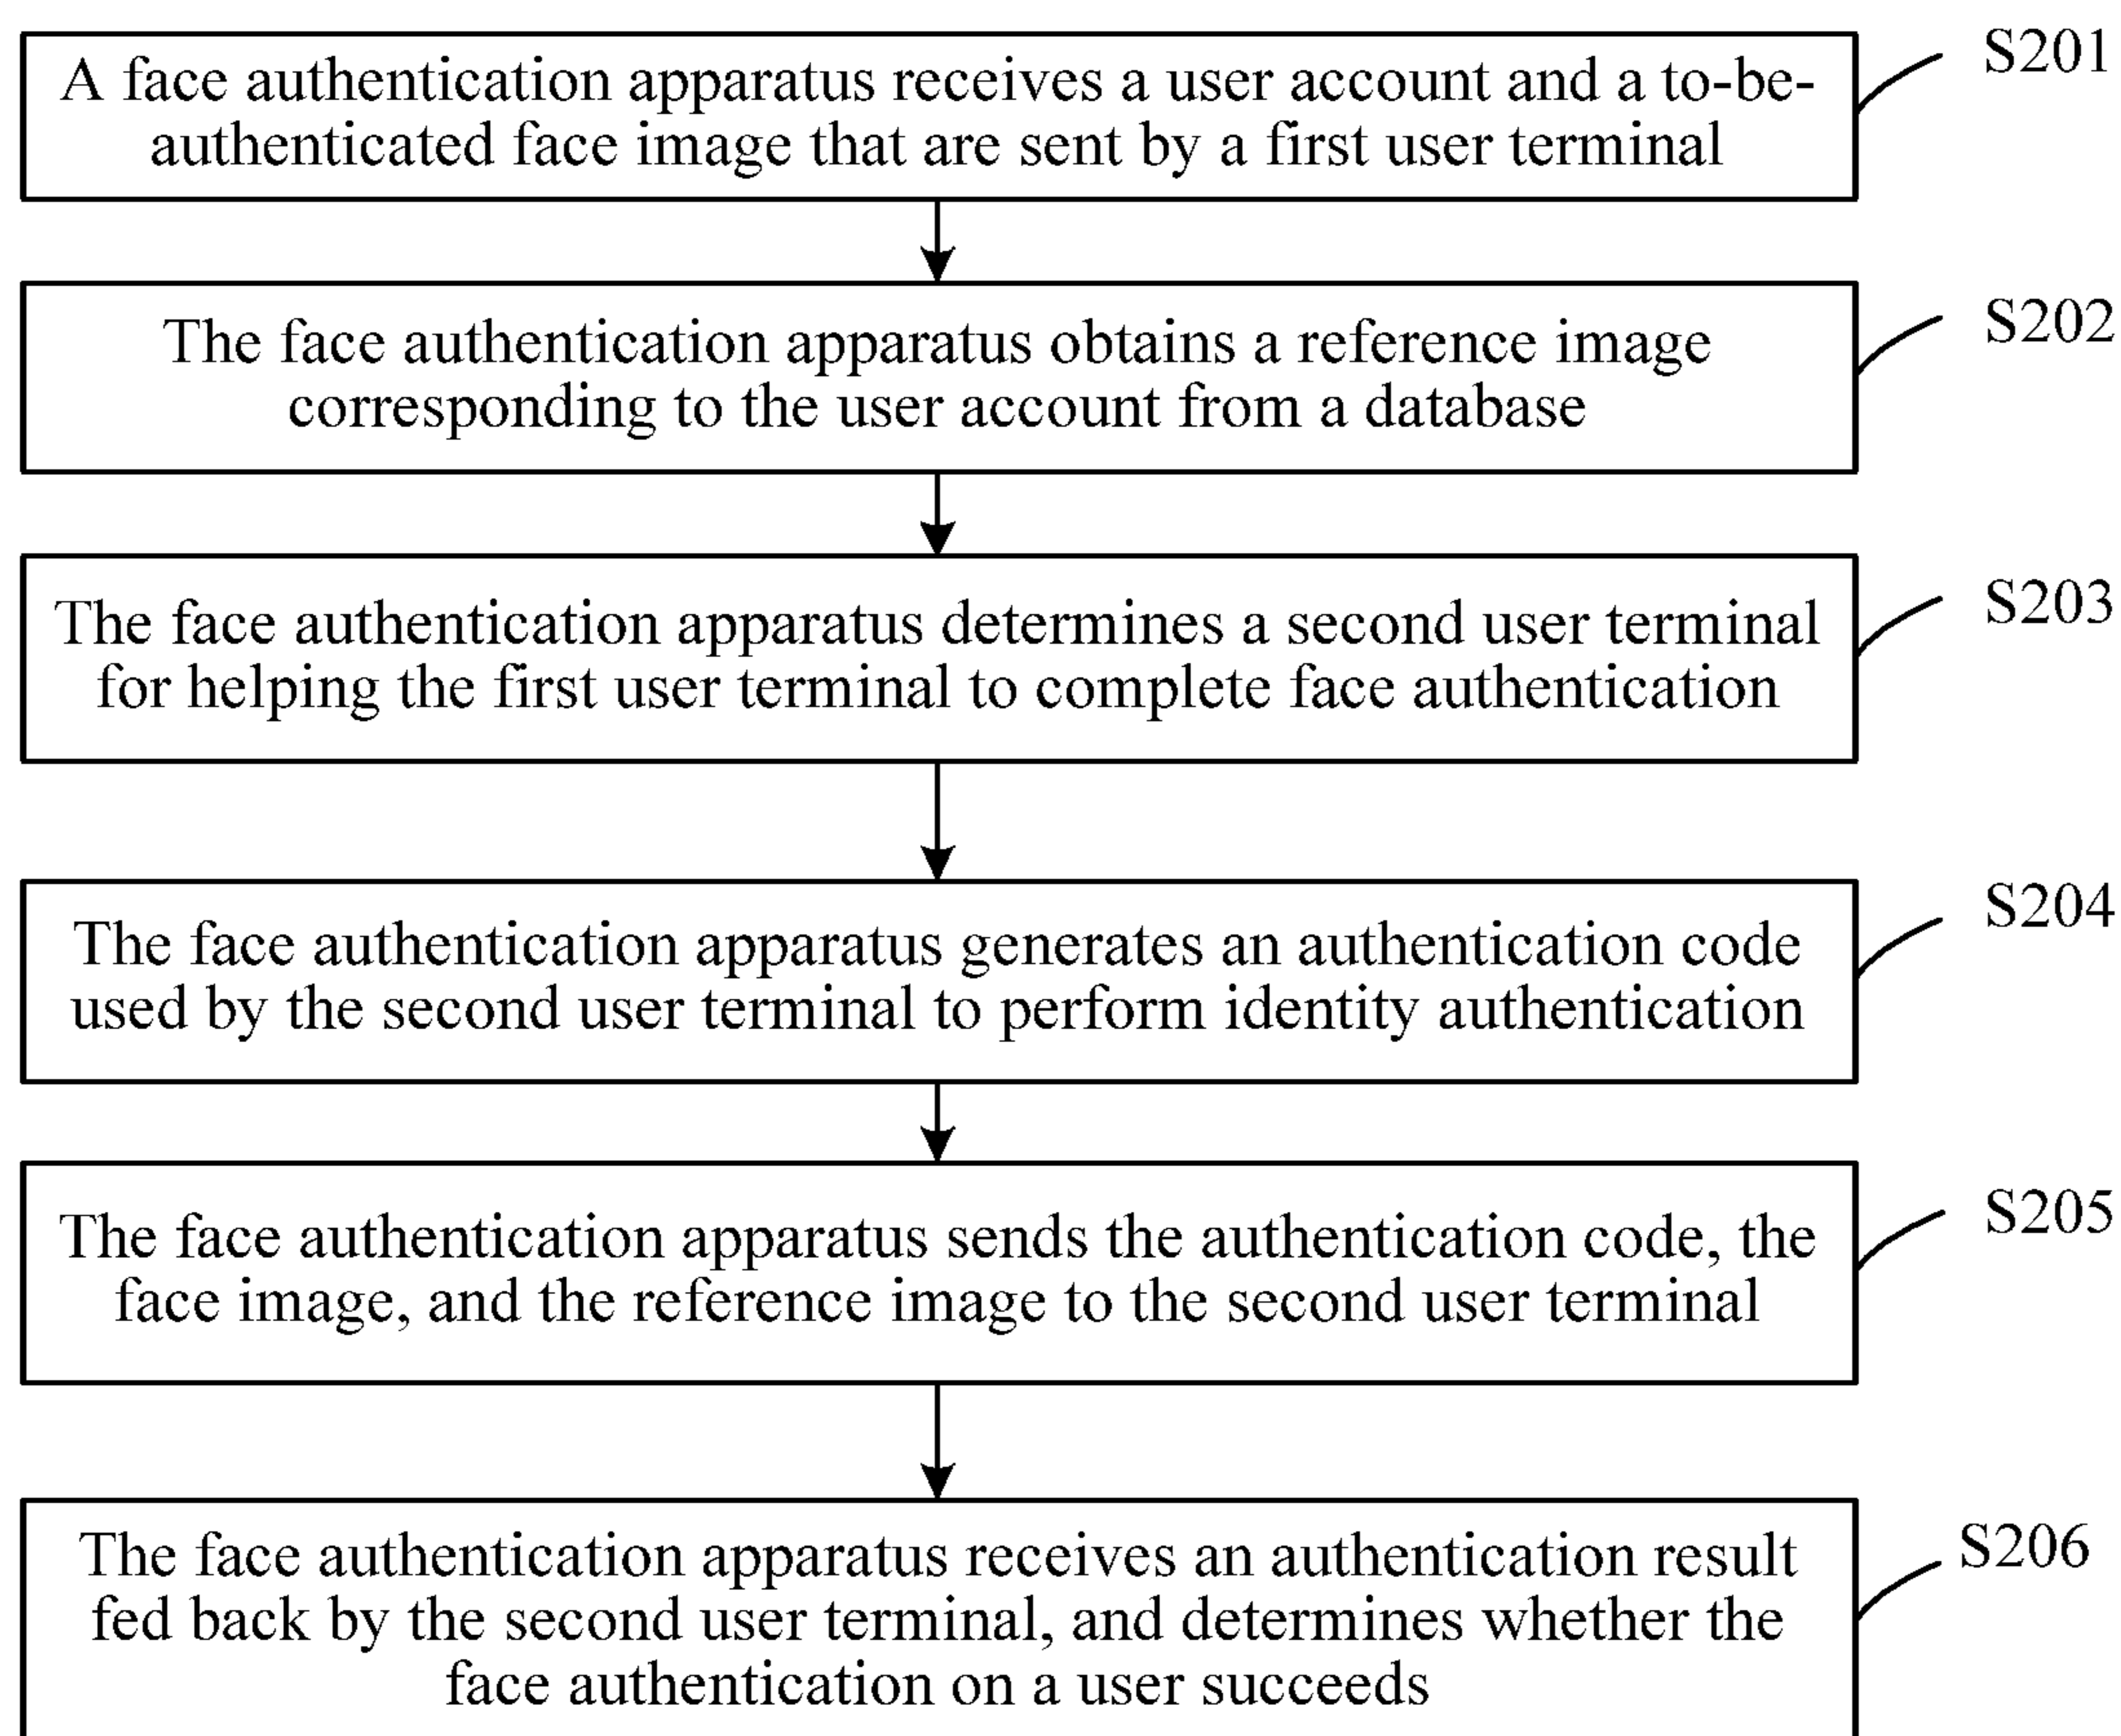 A face authentication apparatus receives a user account and a to-be-
authenticated face image that are sent by a first user terminal
S201
The face authentication apparatus obtains a reference image
corresponding to the user account from a database
S202
The face authentication apparatus determines a second user terminal
for helping the first user terminal to complete face authentication
S203
The face authentication apparatus generates an authentication code
used by the second user terminal to perform identity authentication
S204
The face authentication apparatus sends the authentication code, the
face image, and the reference image to the second user terminal
S205
The face authentication apparatus receives an authentication result
fed back by the second user terminal, and determines whether the
face authentication on a user succeeds
S206